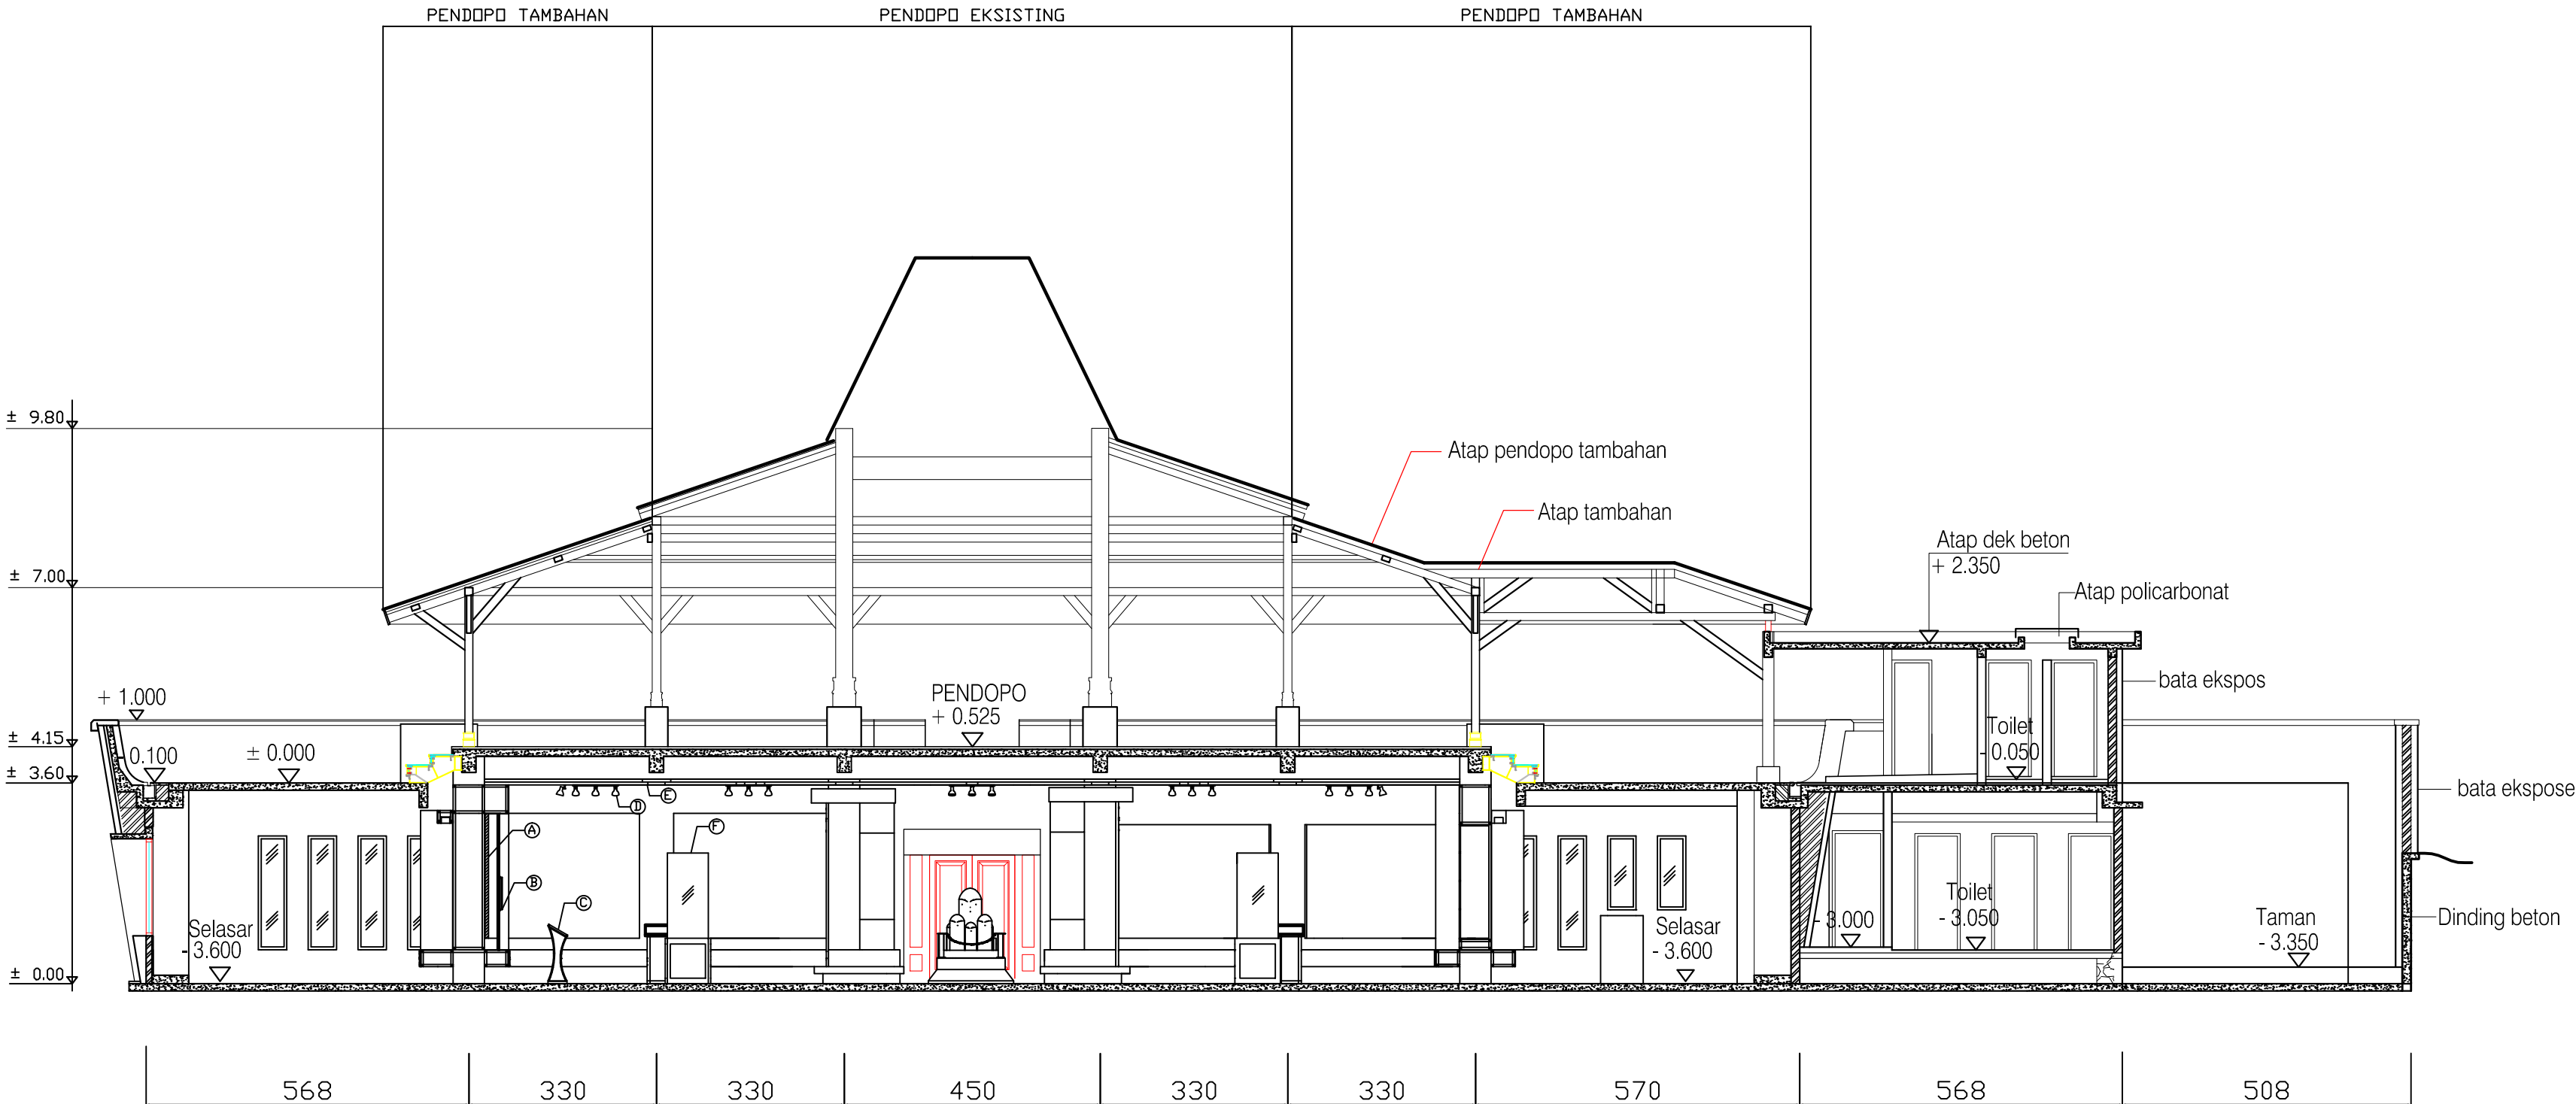 PENDOPO TAMBAHAN
PENDOPO EKSISTING
PENDOPO TAMBAHAN
± 9.80
Atap pendopo tambahan
Atap tambahan
Atap dek beton
+ 2.350
± 7.00
Atap policarbonat
bata ekspos
+ 1.000
PENDOPO
+ 0.525
Toilet
- 0.050
± 4.15
- 0.100
± 0.000
± 3.60
bata ekspose
E
D
A
F
B
C
Selasar
- 3.600
Selasar
- 3.600
- 3.000
Toilet
- 3.050
Taman
- 3.350
Dinding beton
± 0.00
568
330
330
450
330
330
570
568
508